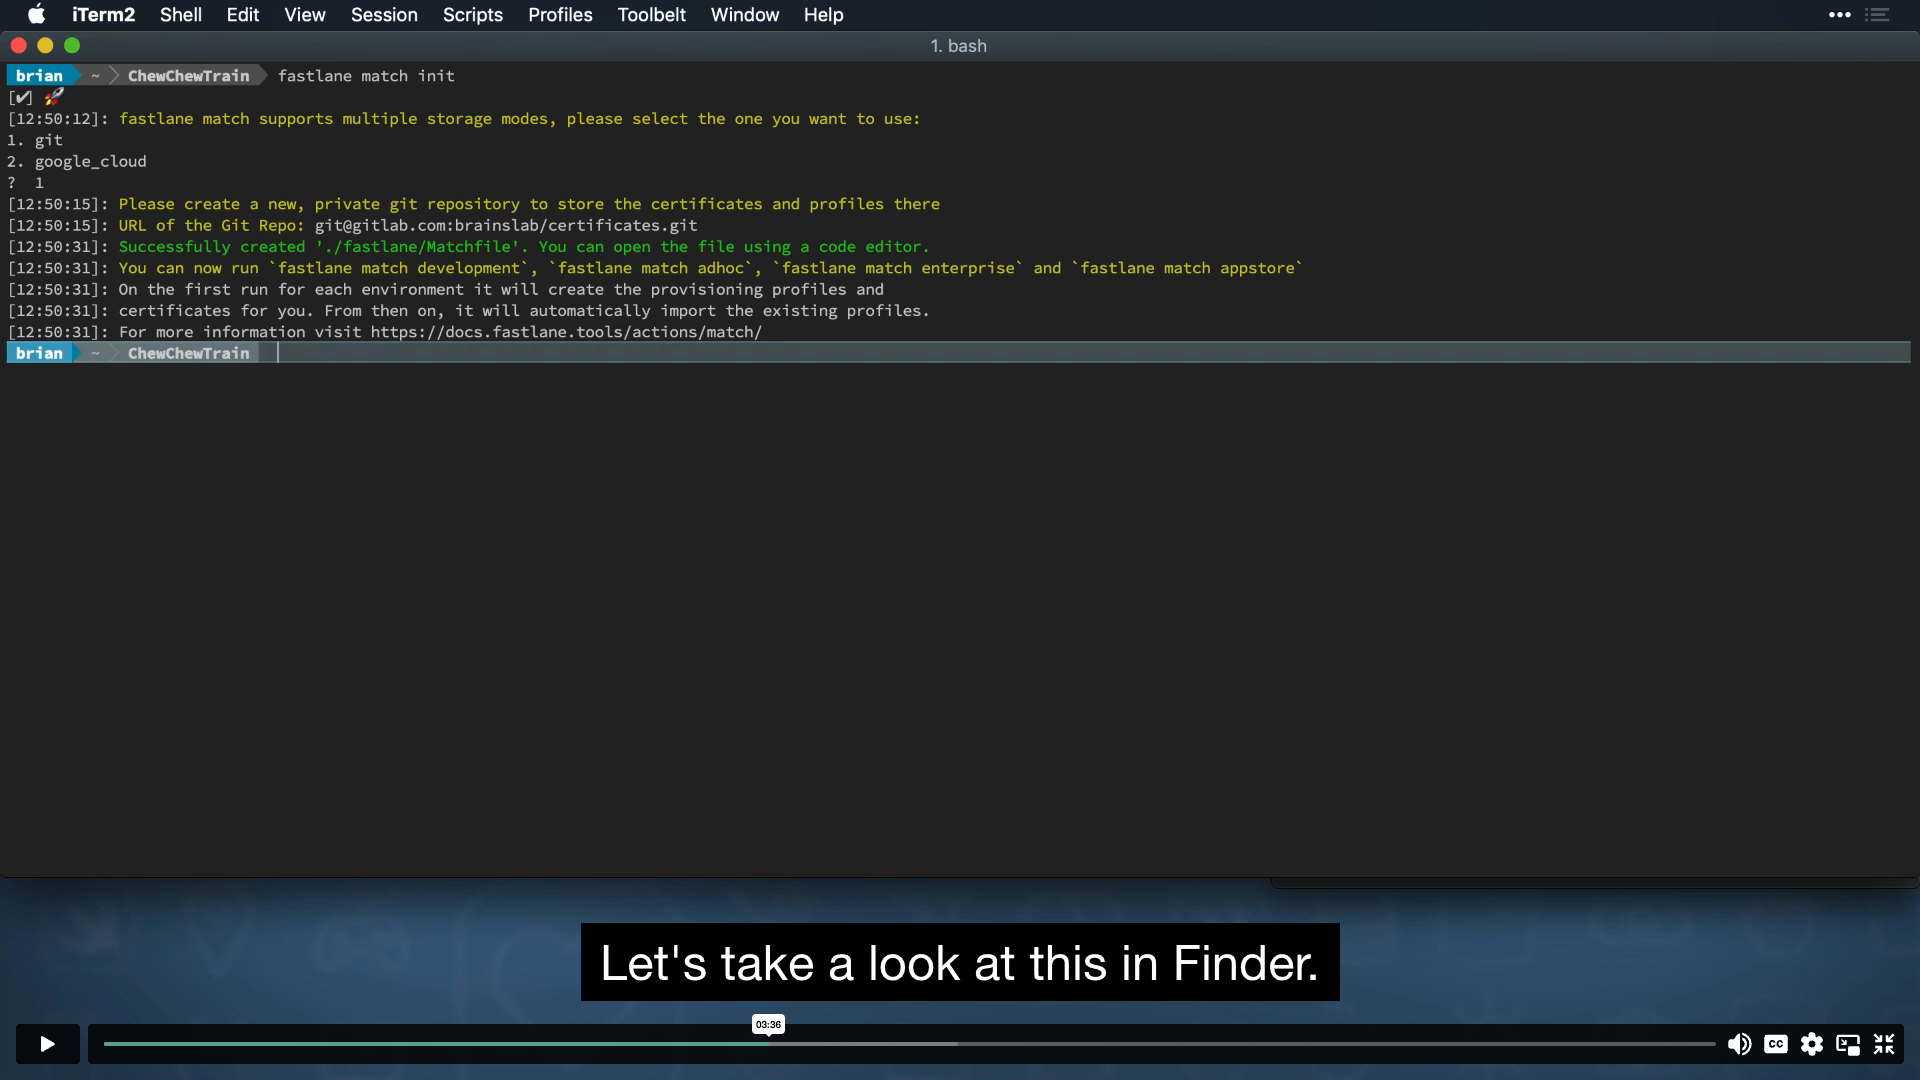 iTerm2 Shell Edit View Session Scripts Profiles Toolbelt Window Help
1. bash
brian ~ ChewChewTrain fastlane match init
[✔] 🚀
[12:50:12]: fastlane match supports multiple storage modes, please select the one you want to use:
1. git
2. google_cloud
?  1
[12:50:15]: Please create a new, private git repository to store the certificates and profiles there
[12:50:15]: URL of the Git Repo: git@gitlab.com:brainslab/certificates.git
[12:50:31]: Successfully created './fastlane/Matchfile'. You can open the file using a code editor.
[12:50:31]: You can now run `fastlane match development`, `fastlane match adhoc`, `fastlane match enterprise` and `fastlane match appstore`
[12:50:31]: On the first run for each environment it will create the provisioning profiles and
[12:50:31]: certificates for you. From then on, it will automatically import the existing profiles.
[12:50:31]: For more information visit https://docs.fastlane.tools/actions/match/
brian ~ ChewChewTrain
Let's take a look at this in Finder.
03:36
CC